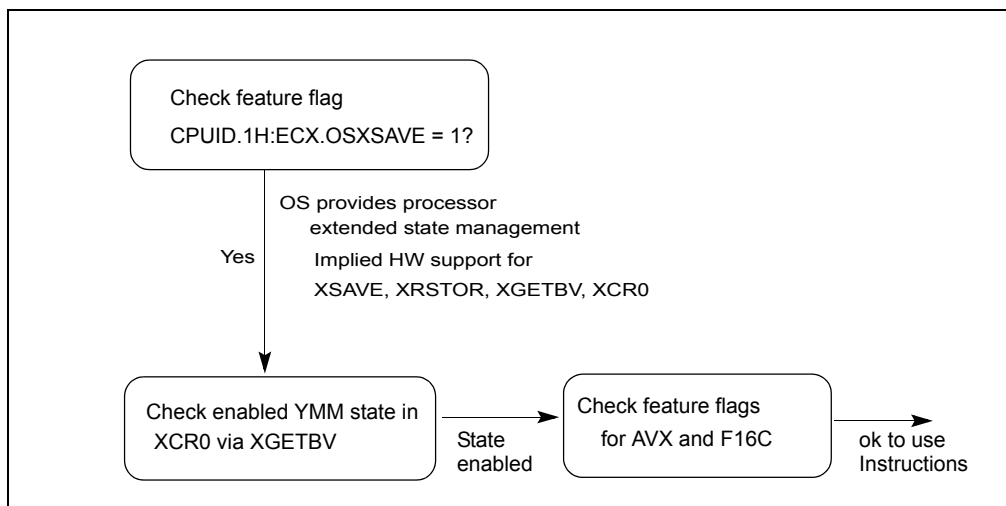 Check feature flag
CPUID.1H:ECX.OSXSAVE = 1?
OS provides processor
extended state management
Yes
Implied HW support for
XSAVE, XRSTOR, XGETBV, XCR0
Check enabled YMM state in
XCR0 via XGETBV
State
enabled
Check feature flags
for AVX and F16C
ok to use
Instructions